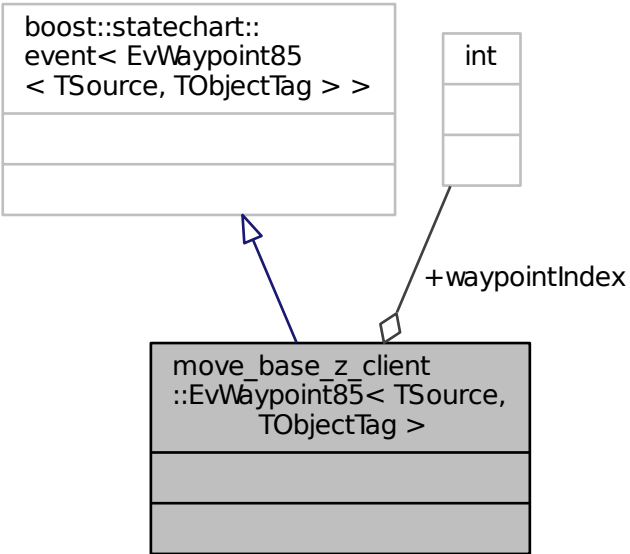 boost::statechart::
event< EvWaypoint85
< TSource, TObjectTag > >
int
+waypointIndex
move_base_z_client
::EvWaypoint85< TSource,
TObjectTag >